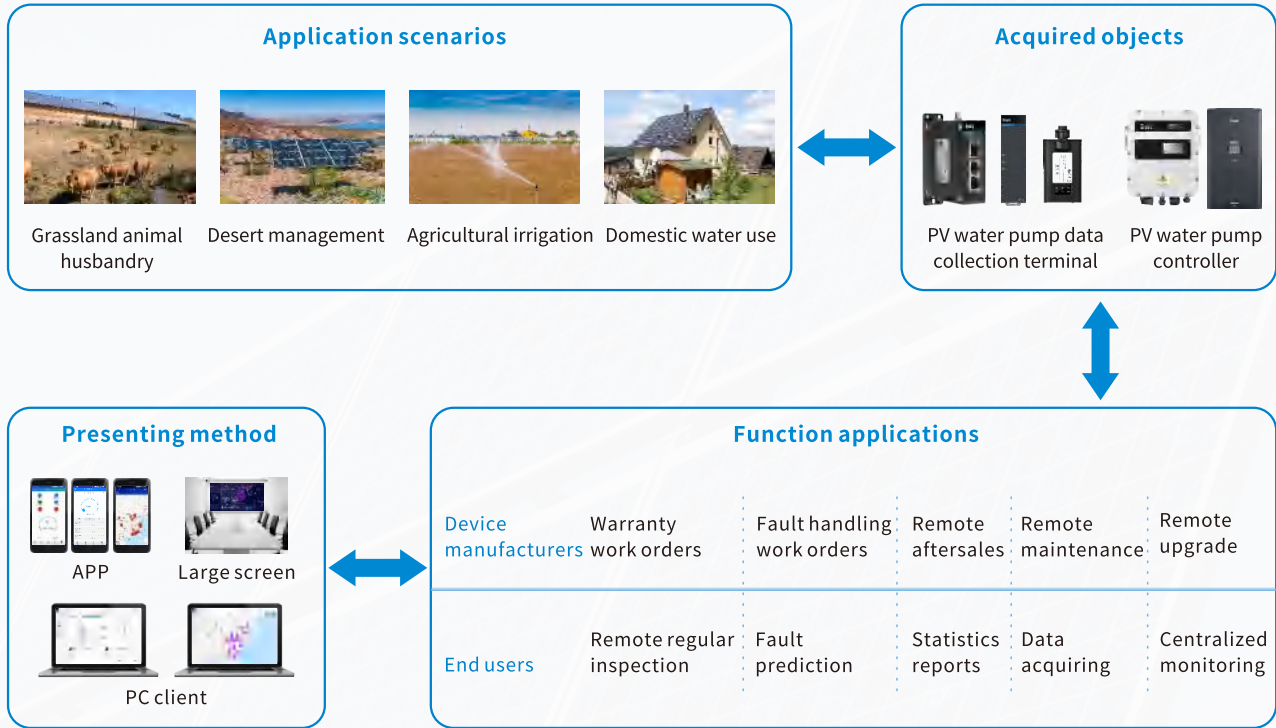 Application scenarios
Grassland animal
husbandry
Desert management
Agricultural irrigation
Domestic water use
Acquired objects
PV water pump data
collection terminal
PV water pump
controller
Presenting method
APP
Large screen
PC client
Function applications
Device
manufacturers
Warranty
work orders
Fault handling
work orders
Remote
aftersales
Remote
maintenance
Remote
upgrade
End users
Remote regular
inspection
Fault
prediction
Statistics
reports
Data
acquiring
Centralized
monitoring